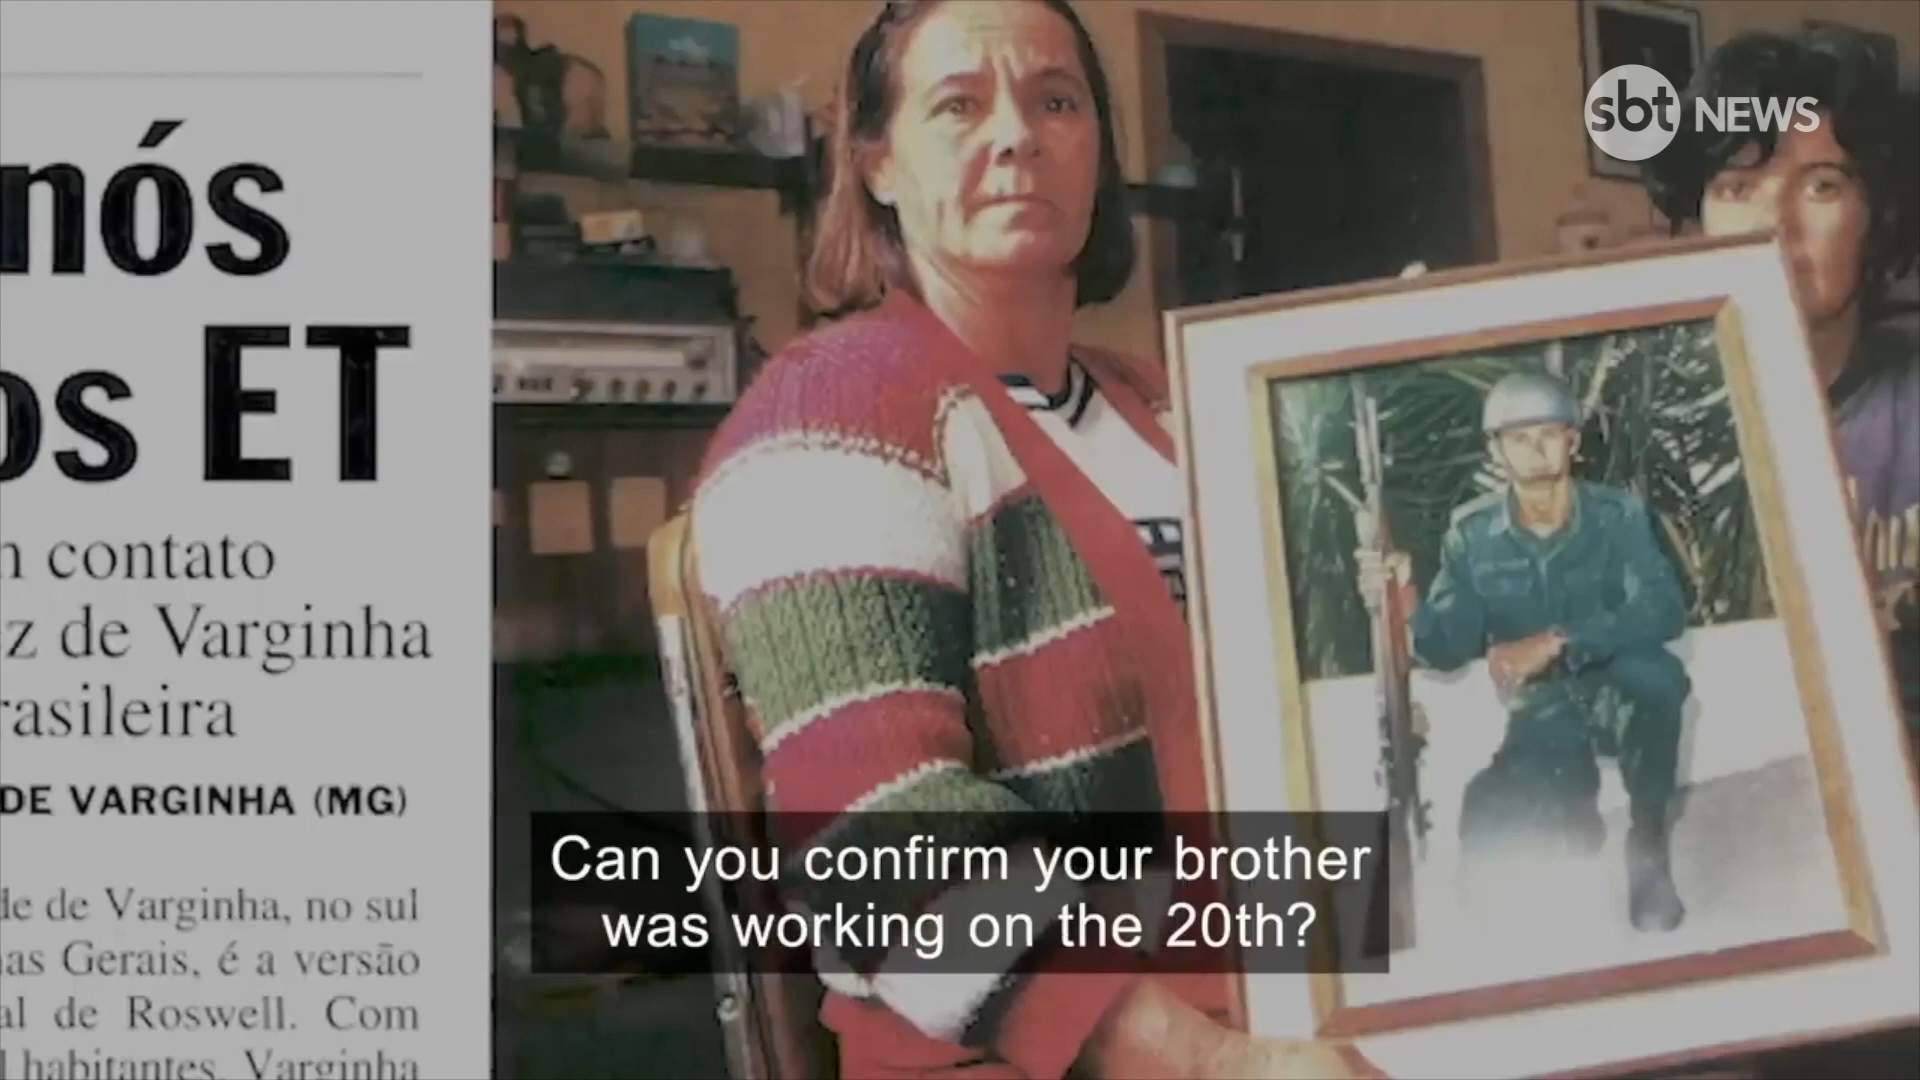 nós
os ET
contato
z de Varginha
rasileira
DE VARGINHA (MG)
de de Varginha, no sul
as Gerais, é a versão
al de Roswell. Com
habitantes, Varginha
sbt NEWS
Can you confirm your brother
was working on the 20th?